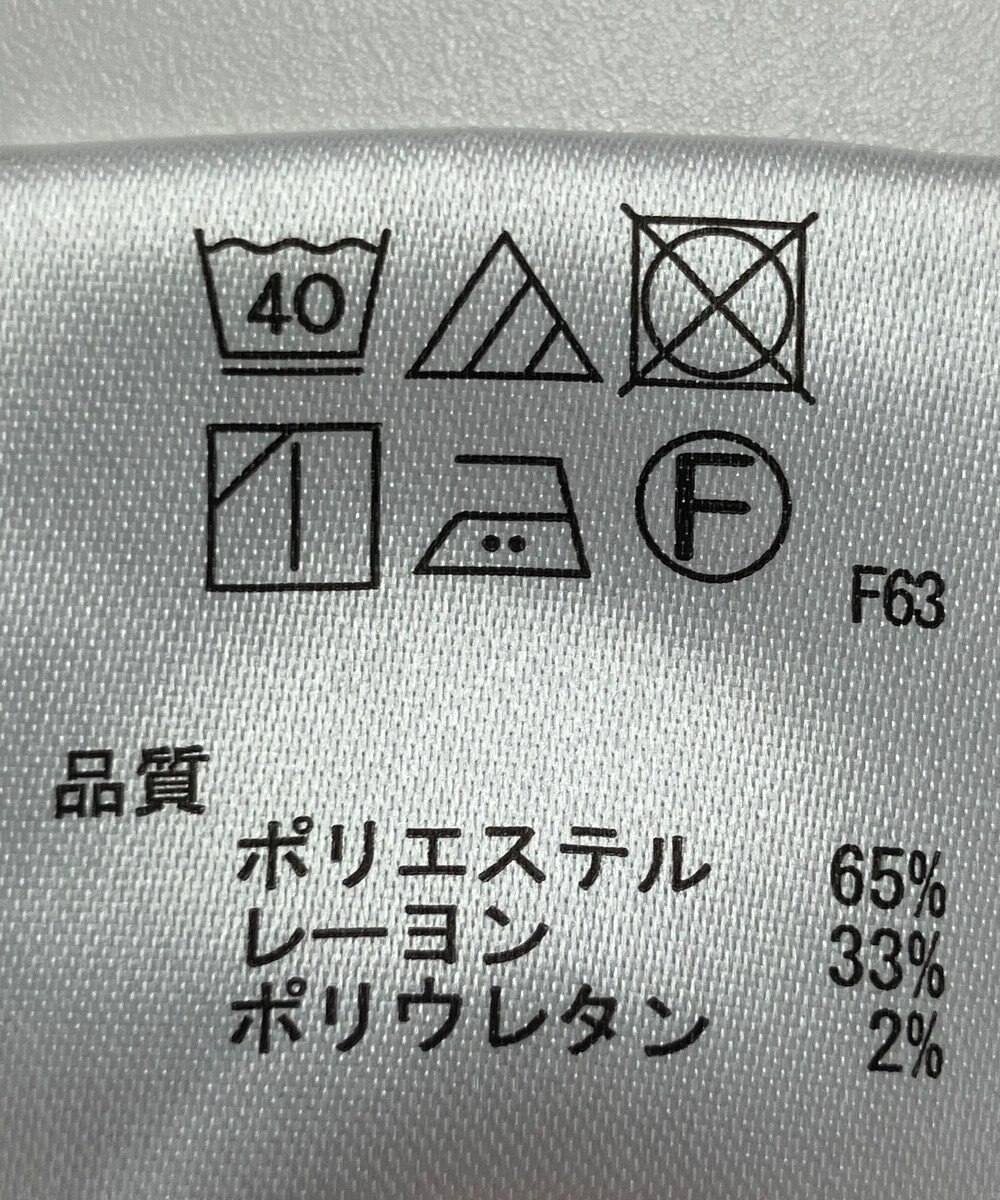 40
F
F63
品質
ポリエステル 65%
レーヨン 33%
ポリウレタン 2%